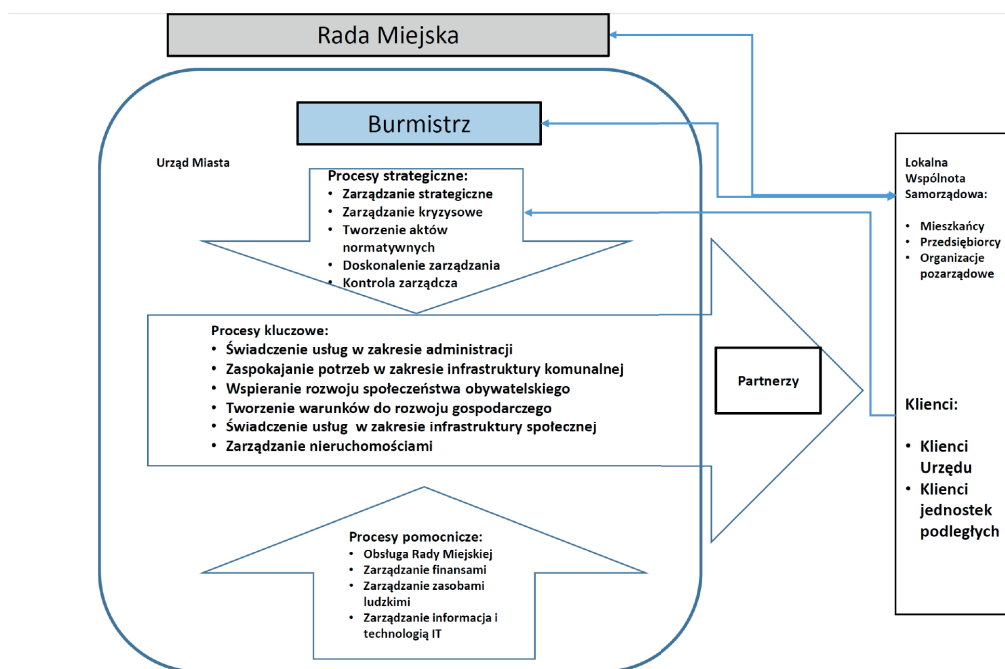 Rada Miejska
Burmistrz
Urząd Miasta
Procesy strategiczne:
• Zarządzanie strategiczne
• Zarządzanie kryzysowe
• Tworzenie aktów
normatywnych
• Doskonalenie zarządzania
• Kontrola zarządcza
Procesy kluczowe:
• Świadczenie usług w zakresie administracji
• Zaspokajanie potrzeb w zakresie infrastruktury komunalnej
• Wspieranie rozwoju społeczeństwa obywatelskiego
• Tworzenie warunków do rozwoju gospodarczego
• Świadczenie usług w zakresie infrastruktury społecznej
• Zarządzanie nieruchomościami
Procesy pomocnicze:
• Obsługa Rady Miejskiej
• Zarządzanie finansami
• Zarządzanie zasobami
ludzkimi
• Zarządzanie informacja i
technologią IT
Partnerzy
Lokalna
Wspólnota
Samorządowa:
• Mieszkańcy
• Przedsiębiorcy
• Organizacje
pozarządowe
Klienci:
• Klienci
Urzędu
• Klienci
jednostek
podległych